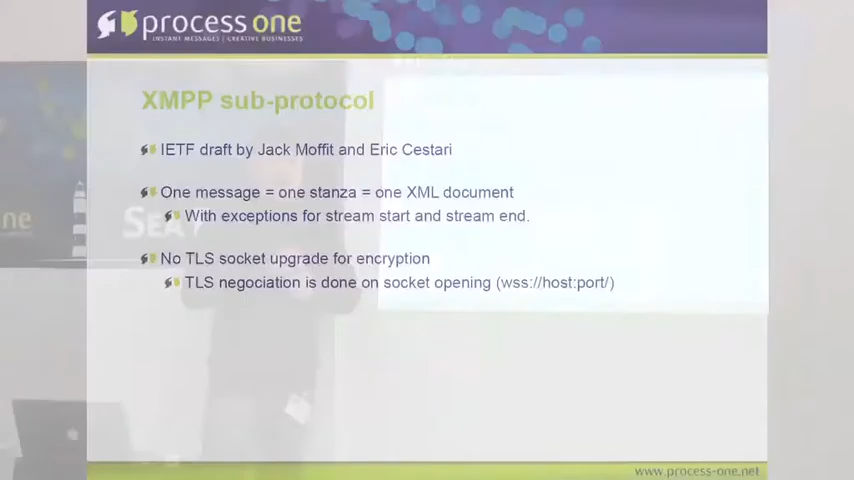 process one
INSTANT MESSAGES | CREATIVE BUSINESSES
XMPP sub-protocol
IETF draft by Jack Moffit and Eric Cestari
One message = one stanza = one XML document
With exceptions for stream start and stream end.
ne
SEA
No TLS socket upgrade for encryption
TLS negociation is done on socket opening (wss://host:port/)
www.process-one.net